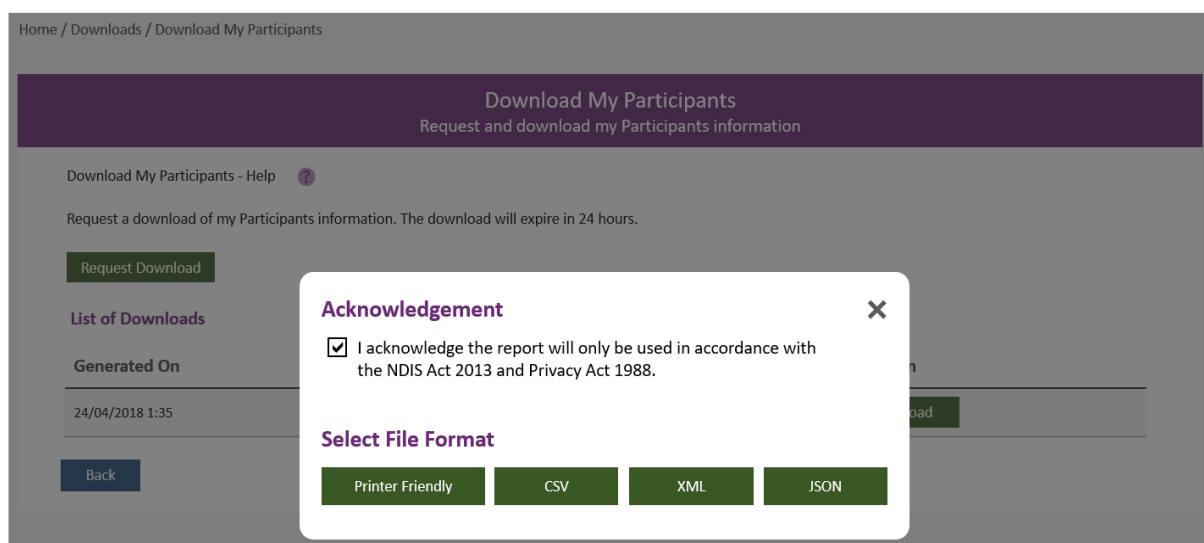 Home / Downloads / Download My Participants
Download My Participants
Request and download my Participants information
Download My Participants - Help ?
Request a download of my Participants information. The download will expire in 24 hours.
Request Download
List of Downloads
Generated On
24/04/2018 1:35
Back
Acknowledgement
I acknowledge the report will only be used in accordance with
the NDIS Act 2013 and Privacy Act 1988.
Select File Format
Printer Friendly CSV XML JSON